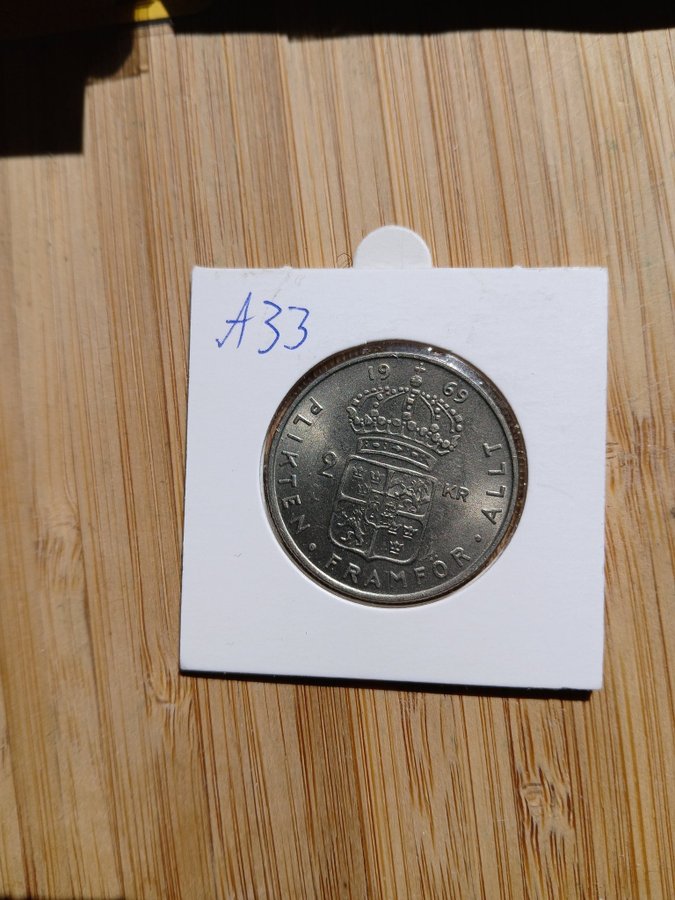 A33
19 69
PLIKTEN · FRAMFÖR · ALLT
2 KR